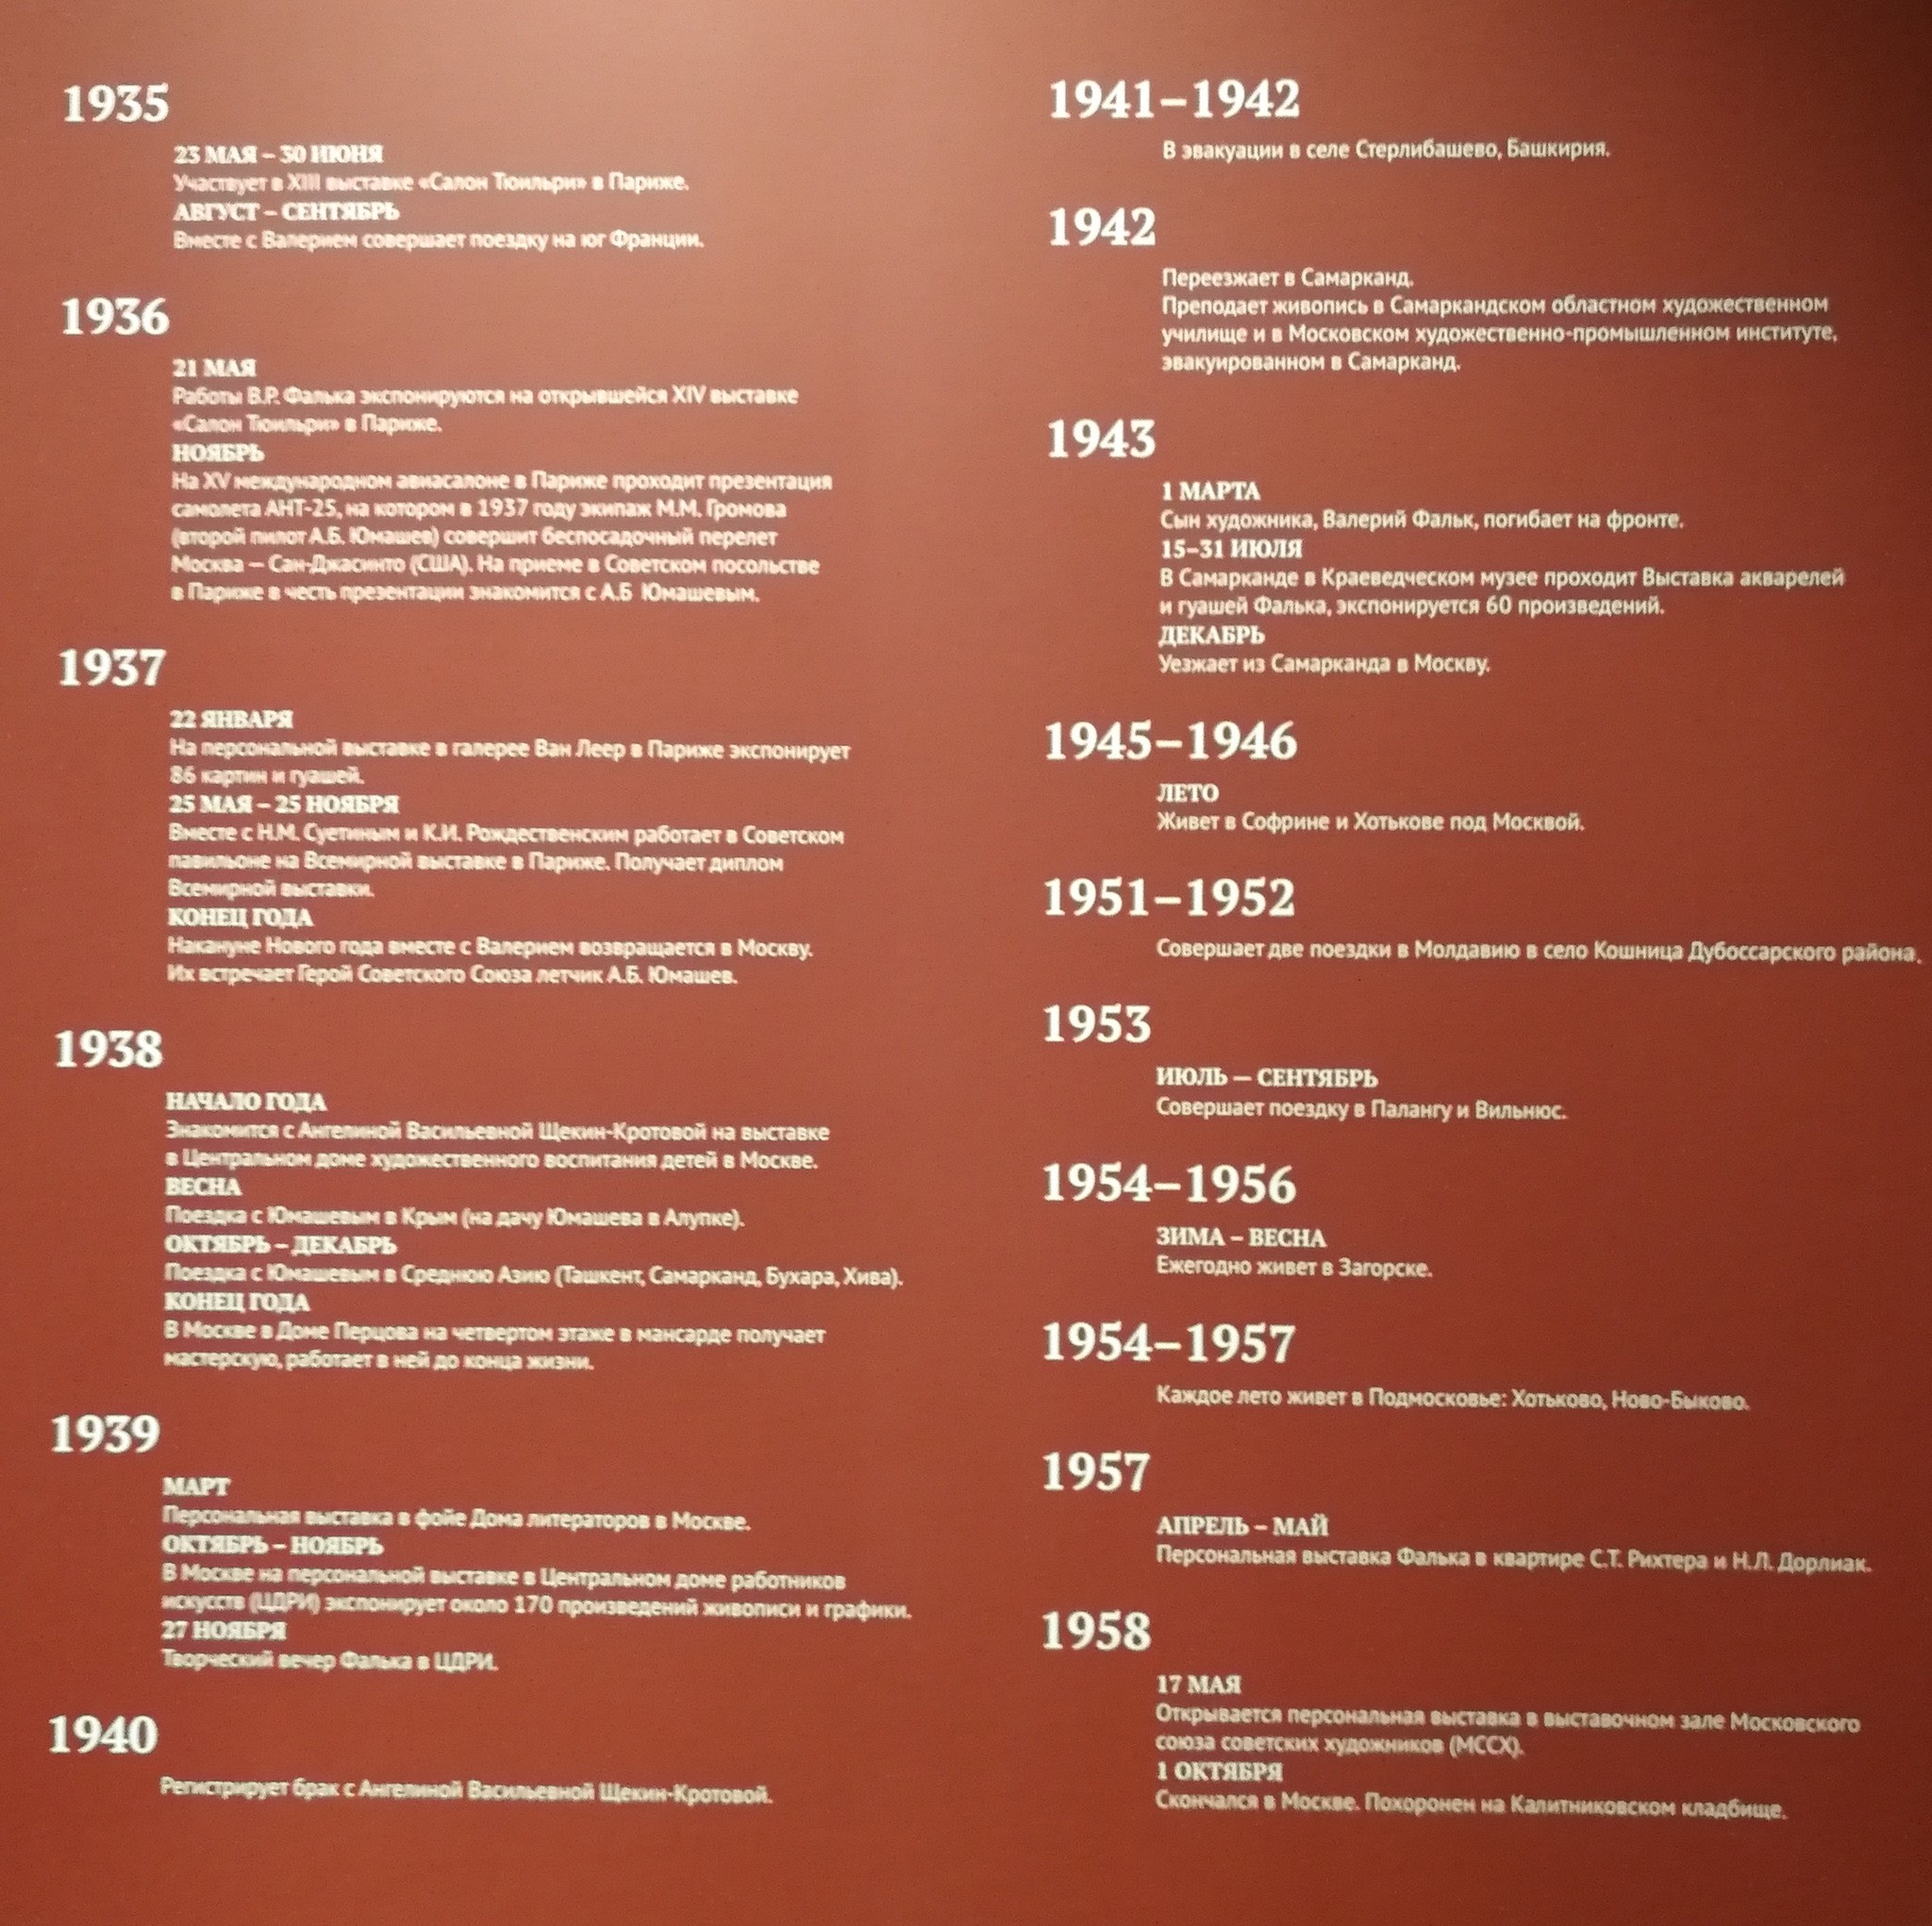 1935
23 МАЯ – 30 ИЮНЯ
Участвует в XIII выставке «Салон Тюильри» в Париже.
АВГУСТ – СЕНТЯБРЬ
Вместе с Валерием совершает поездку на юг Франции.
1936
21 МАЯ
Работы В.Р. Фалька экспонируются на открывшейся XIV выставке
«Салон Тюильри» в Париже.
НОЯБРЬ
На XV международном авиасалоне в Париже проходит презентация
самолета АНТ-25, на котором в 1937 году экипаж М.М. Громова
(второй пилот А.Б. Юмашев) совершит беспосадочный перелет
Москва — Сан-Джасинто (США). На приеме в Советском посольстве
в Париже в честь презентации знакомится с А.Б Юмашевым.
1937
22 ЯНВАРЯ
На персональной выставке в галерее Ван Леер в Париже экспонирует
86 картин и гуашей.
25 МАЯ – 25 НОЯБРЯ
Вместе с Н.М. Суетиным и К.И. Рождественским работает в Советском
павильоне на Всемирной выставке в Париже. Получает диплом
Всемирной выставки.
КОНЕЦ ГОДА
Накануне Нового года вместе с Валерием возвращается в Москву.
Их встречает Герой Советского Союза летчик А.Б. Юмашев.
1938
НАЧАЛО ГОДА
Знакомится с Ангелиной Васильевной Щекин-Кротовой на выставке
в Центральном доме художественного воспитания детей в Москве.
ВЕСНА
Поездка с Юмашевым в Крым (на дачу Юмашева в Алупке).
ОКТЯБРЬ – ДЕКАБРЬ
Поездка с Юмашевым в Среднюю Азию (Ташкент, Самарканд, Бухара, Хива).
КОНЕЦ ГОДА
В Москве в Доме Перцова на четвертом этаже в мансарде получает
мастерскую, работает в ней до конца жизни.
1939
МАРТ
Персональная выставка в фойе Дома литераторов в Москве.
ОКТЯБРЬ – НОЯБРЬ
В Москве на персональной выставке в Центральном доме работников
искусств (ЦДРИ) экспонирует около 170 произведений живописи и графики.
27 НОЯБРЯ
Творческий вечер Фалька в ЦДРИ.
1940
Регистрирует брак с Ангелиной Васильевной Щекин-Кротовой.
1941–1942
В эвакуации в селе Стерлибашево, Башкирия.
1942
Переезжает в Самарканд.
Преподает живопись в Самаркандском областном художественном
училище и в Московском художественно-промышленном институте,
эвакуированном в Самарканд.
1943
1 МАРТА
Сын художника, Валерий Фальк, погибает на фронте.
15–31 ИЮЛЯ
В Самарканде в Краеведческом музее проходит Выставка акварелей
и гуашей Фалька, экспонируется 60 произведений.
ДЕКАБРЬ
Уезжает из Самарканда в Москву.
1945–1946
ЛЕТО
Живет в Софрине и Хотькове под Москвой.
1951–1952
Совершает две поездки в Молдавию в село Кошница Дубоссарского района.
1953
ИЮЛЬ — СЕНТЯБРЬ
Совершает поездку в Палангу и Вильнюс.
1954–1956
ЗИМА – ВЕСНА
Ежегодно живет в Загорске.
1954–1957
Каждое лето живет в Подмосковье: Хотьково, Ново-Быково.
1957
АПРЕЛЬ – МАЙ
Персональная выставка Фалька в квартире С.Т. Рихтера и Н.Л. Дорлиак.
1958
17 МАЯ
Открывается персональная выставка в выставочном зале Московского
союза советских художников (МССХ).
1 ОКТЯБРЯ
Скончался в Москве. Похоронен на Калитниковском кладбище.